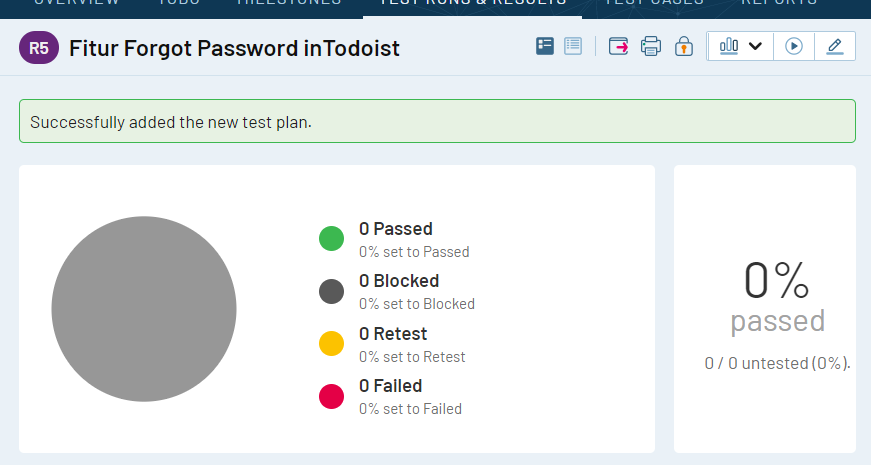 OVERVIEW TODO MILESTONES TEST RUNS & RESULTS TEST CASES REPORTS
R5 Fitur Forgot Password inTodoist
Successfully added the new test plan.
0 Passed
0% set to Passed
0 Blocked
0% set to Blocked
0 Retest
0% set to Retest
0 Failed
0% set to Failed
0%
passed
0 / 0 untested (0%).